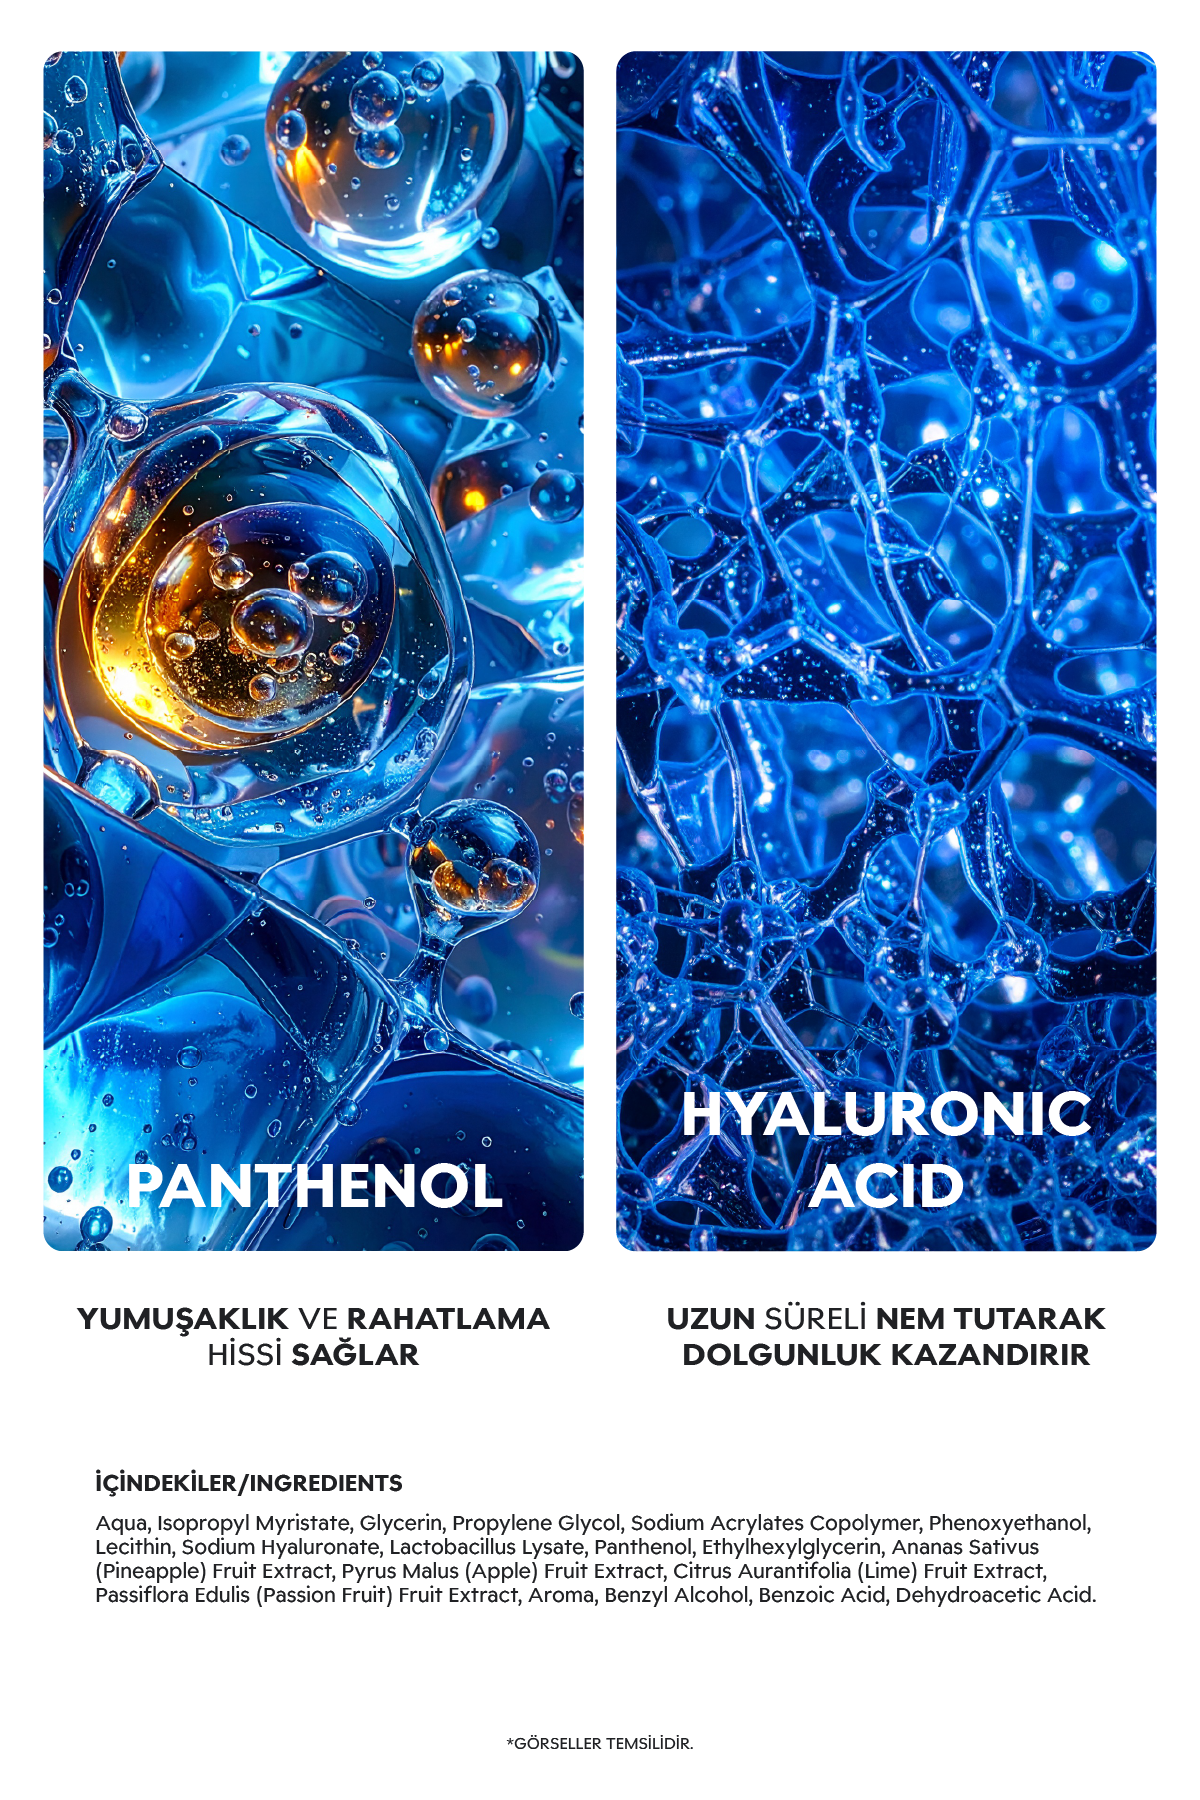 PANTHENOL
HYALURONIC
ACID
YUMUŞAKLIK VE RAHATLAMA
HİSSİ SAĞLAR
UZUN SÜRELİ NEM TUTARAK
DOLGUNLUK KAZANDIRIR
İÇİNDEKİLER/INGREDIENTS
Aqua, Isopropyl Myristate, Glycerin, Propylene Glycol, Sodium Acrylates Copolymer, Phenoxyethanol,
Lecithin, Sodium Hyaluronate, Lactobacillus Lysate, Panthenol, Ethylhexylglycerin, Ananas Sativus
(Pineapple) Fruit Extract, Pyrus Malus (Apple) Fruit Extract, Citrus Aurantifolia (Lime) Fruit Extract,
Passiflora Edulis (Passion Fruit) Fruit Extract, Aroma, Benzyl Alcohol, Benzoic Acid, Dehydroacetic Acid.
*GÖRSELLER TEMSİLİDİR.